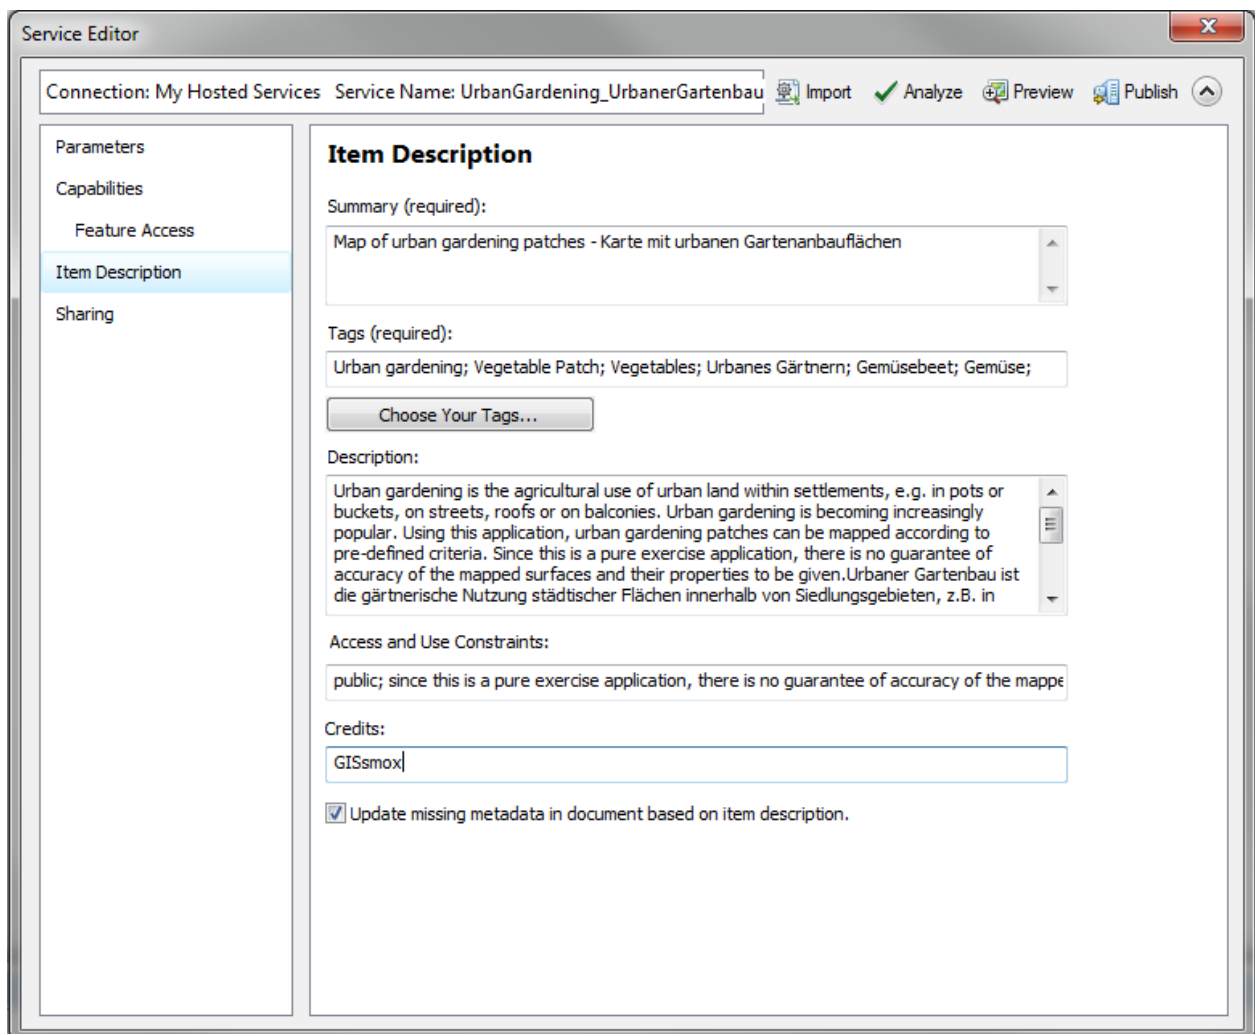 Service Editor
Connection: My Hosted Services Service Name: UrbanGardening_UrbanerGartenbau Import Analyze Preview Publish
Parameters
Capabilities
Feature Access
Item Description
Sharing
Item Description
Summary (required):
Map of urban gardening patches - Karte mit urbanen Gartenanbauflächen
Tags (required):
Urban gardening; Vegetable Patch; Vegetables; Urbanes Gärtnern; Gemüsebeet; Gemüse;
Choose Your Tags...
Description:
Urban gardening is the agricultural use of urban land within settlements, e.g. in pots or
buckets, on streets, roofs or on balconies. Urban gardening is becoming increasingly
popular. Using this application, urban gardening patches can be mapped according to
pre-defined criteria. Since this is a pure exercise application, there is no guarantee of
accuracy of the mapped surfaces and their properties to be given.Urbaner Gartenbau ist
die gärtnerische Nutzung städtischer Flächen innerhalb von Siedlungsgebieten, z.B. in
Access and Use Constraints:
public; since this is a pure exercise application, there is no guarantee of accuracy of the mappe
Credits:
GISsmox
Update missing metadata in document based on item description.